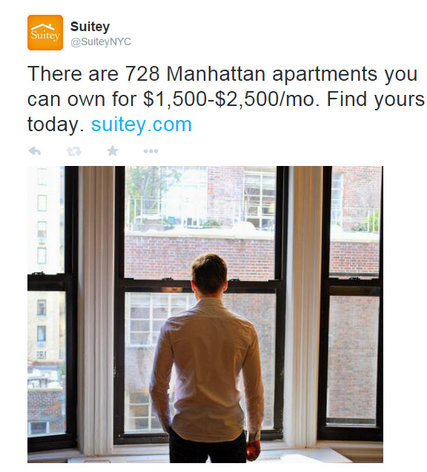 Suitey
Suitey
@SuiteyNYC
There are 728 Manhattan apartments you
can own for $1,500-$2,500/mo. Find yours
today. suitey.com